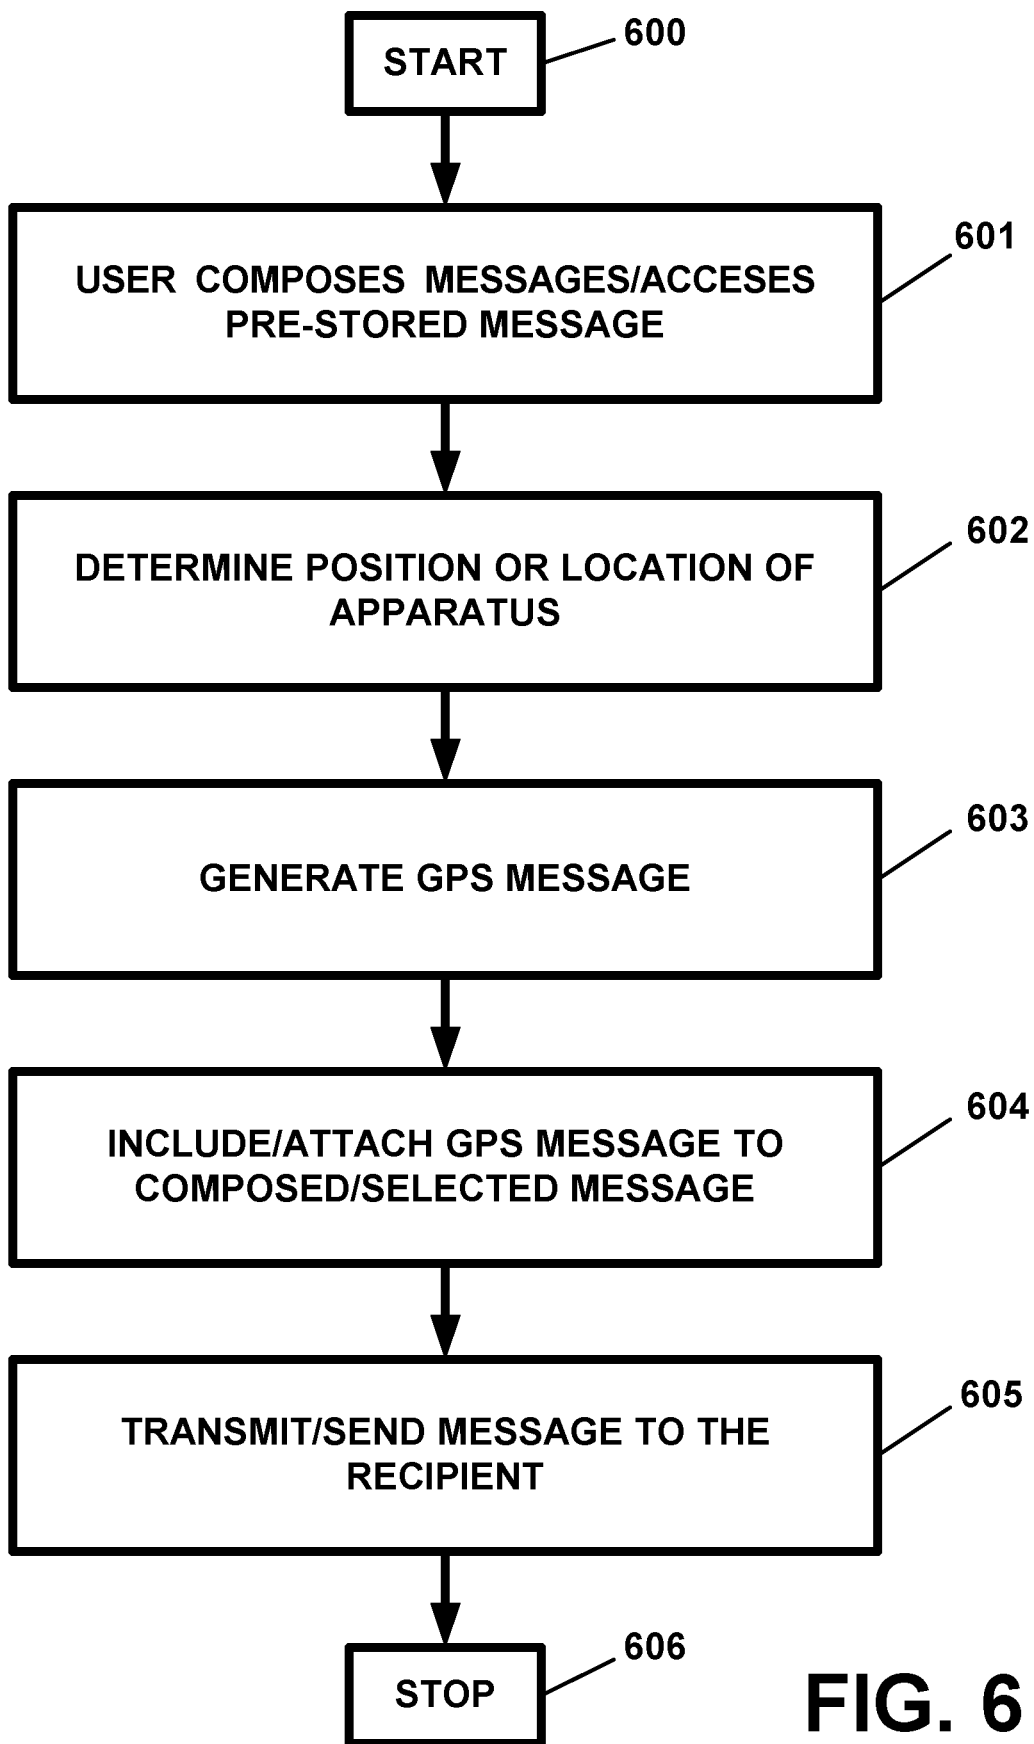 START
600
USER COMPOSES MESSAGES/ACCESES
PRE-STORED MESSAGE
601
DETERMINE POSITION OR LOCATION OF
APPARATUS
602
GENERATE GPS MESSAGE
603
INCLUDE/ATTACH GPS MESSAGE TO
COMPOSED/SELECTED MESSAGE
604
TRANSMIT/SEND MESSAGE TO THE
RECIPIENT
605
STOP
606
FIG. 6